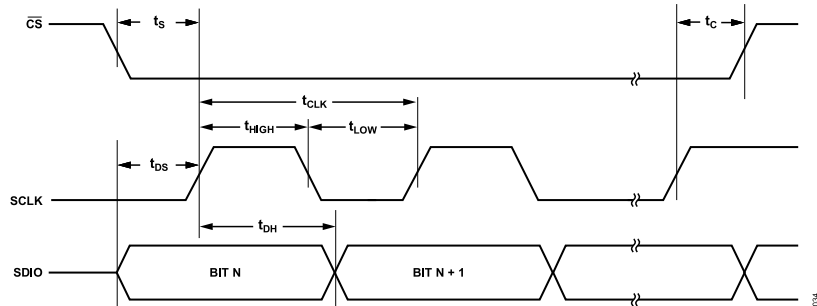 CS
tS
tC
tCLK
tHIGH
tLOW
tDS
SCLK
tDH
SDIO
BIT N
BIT N + 1